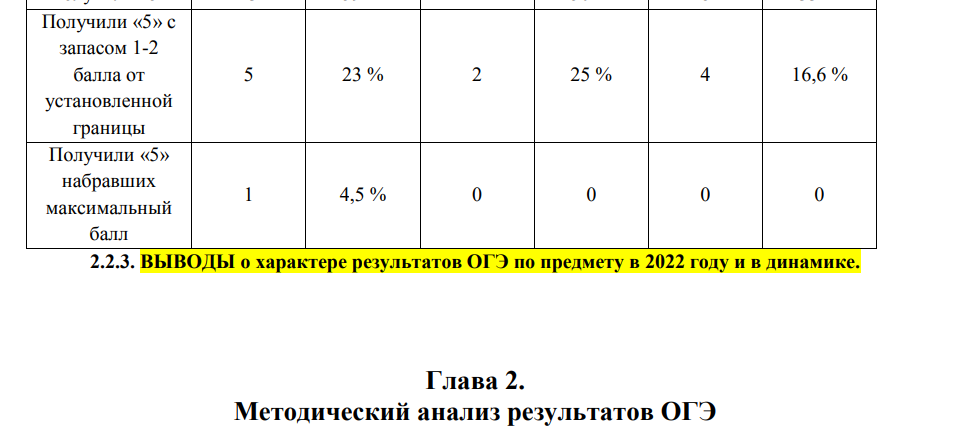 Получили «5» с
запасом 1-2
балла от
установленной
границы
5 23 % 2 25 % 4 16,6 %
Получили «5»
набравших
максимальный
балл
1 4,5 % 0 0 0 0
2.2.3. ВЫВОДЫ о характере результатов ОГЭ по предмету в 2022 году и в динамике.
Глава 2.
Методический анализ результатов ОГЭ